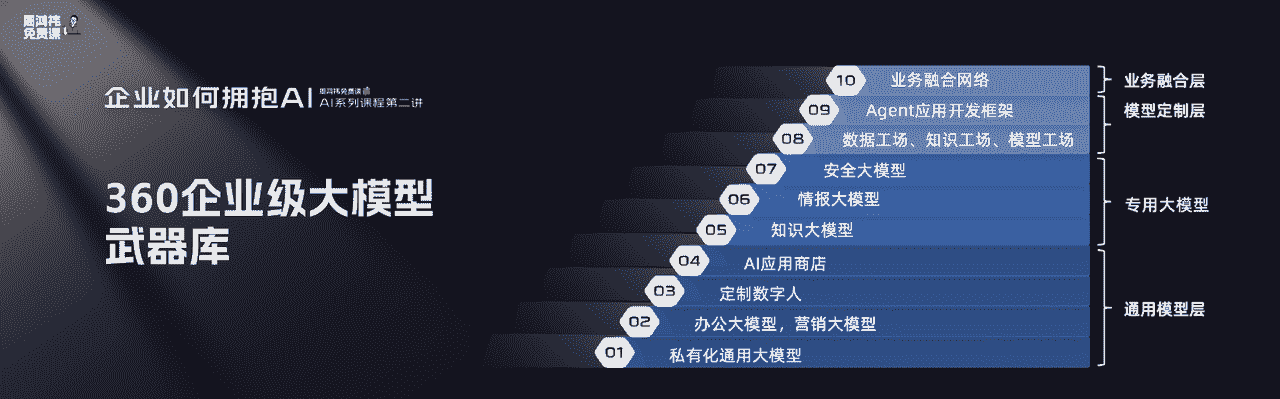 周鸿祎
免费课
企业如何拥抱AI
周鸿祎免费课
AI系列课程第二讲
360企业级大模型
武器库
10 业务融合网络
09 Agent应用开发框架
08 数据工场、知识工场、模型工场
07 安全大模型
06 情报大模型
05 知识大模型
04 AI应用商店
03 定制数字人
02 办公大模型，营销大模型
01 私有化通用大模型
业务融合层
模型定制层
专用大模型
通用模型层